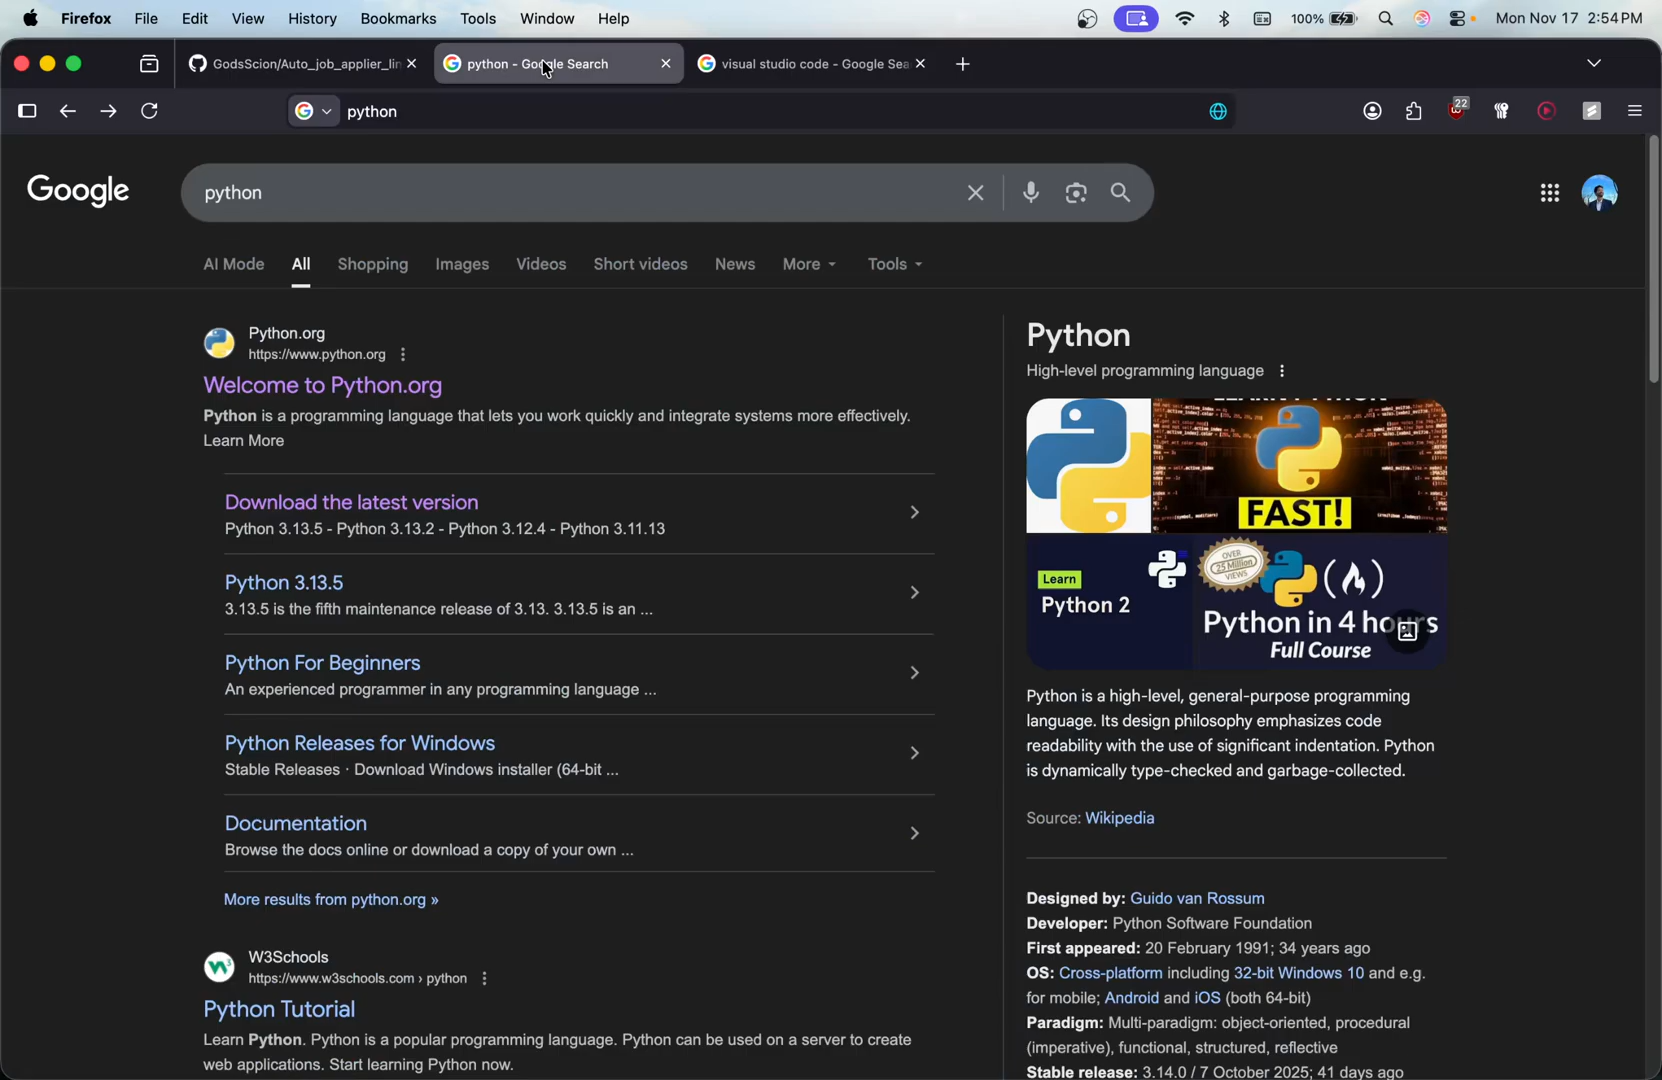 Firefox File Edit View History Bookmarks Tools Window Help 100% Mon Nov 17 2:54 PM
GodsScion/Auto_job_applier_lin
python - Google Search
visual studio code - Google Sea
python
22
Google
python
AI Mode All Shopping Images Videos Short videos News More Tools
Python.org
https://www.python.org
Welcome to Python.org
Python is a programming language that lets you work quickly and integrate systems more effectively.
Learn More
Download the latest version
Python 3.13.5 - Python 3.13.2 - Python 3.12.4 - Python 3.11.13
Python 3.13.5
3.13.5 is the fifth maintenance release of 3.13. 3.13.5 is an ...
Python For Beginners
An experienced programmer in any programming language ...
Python Releases for Windows
Stable Releases · Download Windows installer (64-bit ...
Documentation
Browse the docs online or download a copy of your own ...
More results from python.org »
W3Schools
https://www.w3schools.com › python
Python Tutorial
Learn Python. Python is a popular programming language. Python can be used on a server to create
web applications. Start learning Python now.
Python
High-level programming language
LEARN PYTHON
FAST!
Learn
Python 2
OVER
25 Million
VIEWS
Python in 4 hours
Full Course
Python is a high-level, general-purpose programming
language. Its design philosophy emphasizes code
readability with the use of significant indentation. Python
is dynamically type-checked and garbage-collected.
Source: Wikipedia
Designed by: Guido van Rossum
Developer: Python Software Foundation
First appeared: 20 February 1991; 34 years ago
OS: Cross-platform including 32-bit Windows 10 and e.g.
for mobile; Android and iOS (both 64-bit)
Paradigm: Multi-paradigm: object-oriented, procedural
(imperative), functional, structured, reflective
Stable release: 3.14.0 / 7 October 2025; 41 days ago